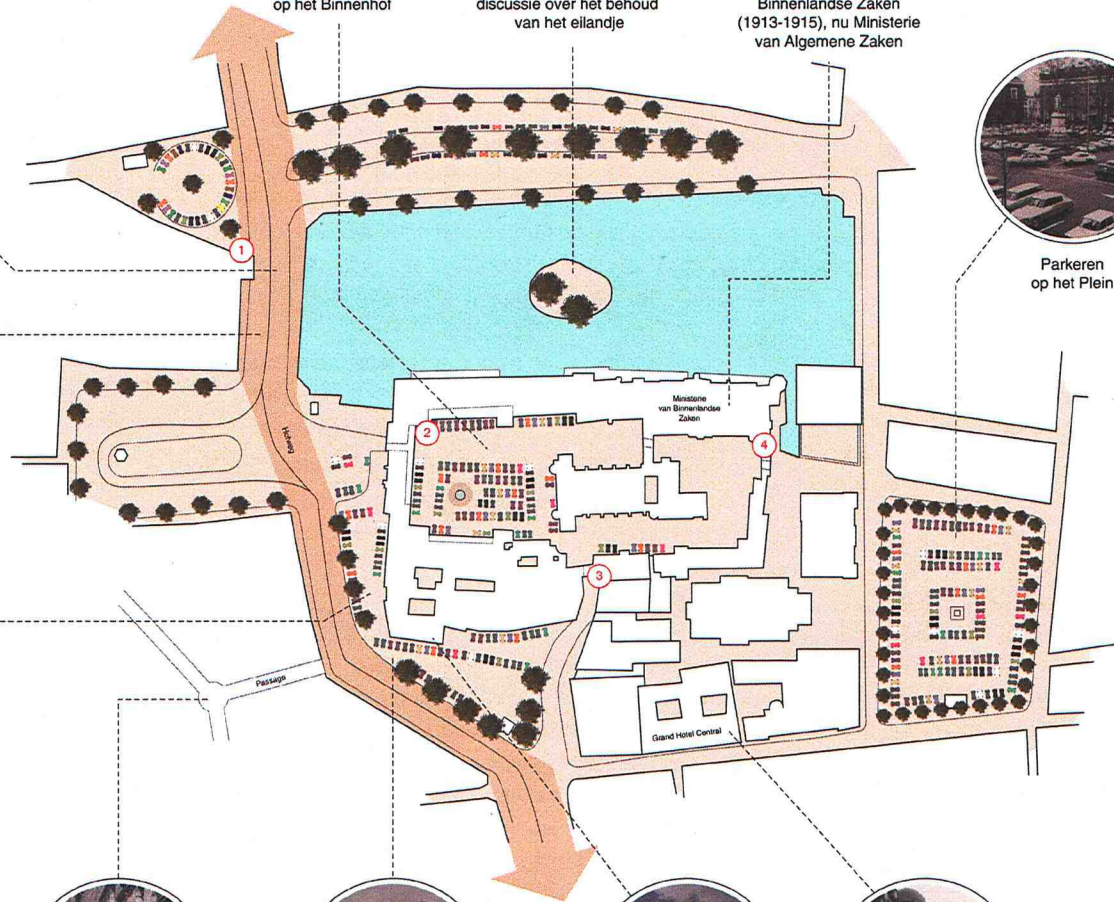 op het Binnenhof
discussie over het behoud
van het eilandje
Binnenlandse Zaken
(1913-1915), nu Ministerie
van Algemene Zaken
Parkeren
op het Plein
1
Ministerie
van Binnenlandse
Zaken
2
4
Hofweg
3
Passage
Grand Hotel Central